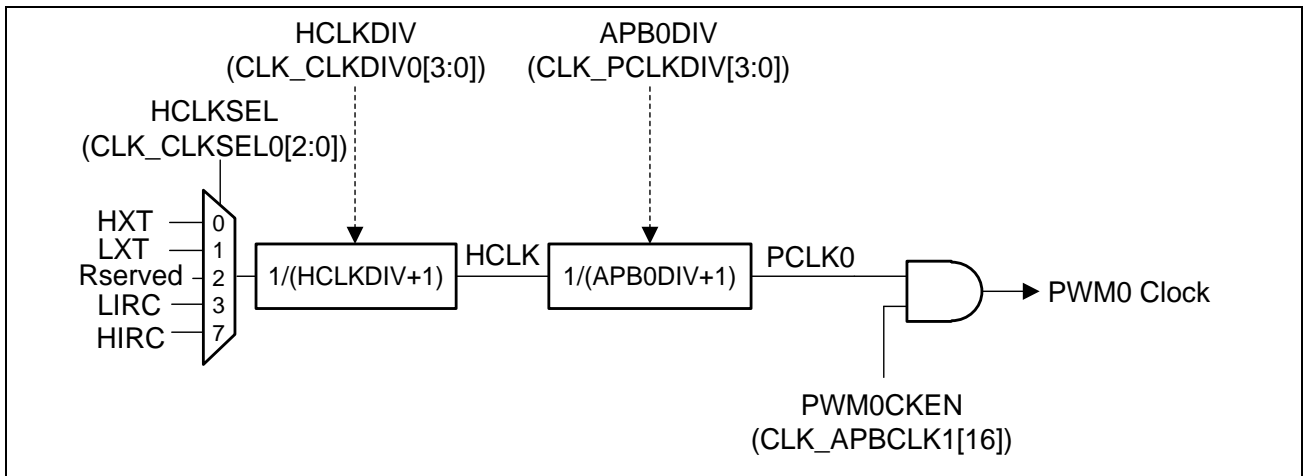 HCLKDIV
(CLK_CLKDIV0[3:0])
APB0DIV
(CLK_PCLKDIV[3:0])
HCLKSEL
(CLK_CLKSEL0[2:0])
HXT
0
LXT
1
Rserved
2
LIRC
3
HIRC
7
1/(HCLKDIV+1)
HCLK
1/(APB0DIV+1)
PCLK0
PWM0 Clock
PWM0CKEN
(CLK_APBCLK1[16])